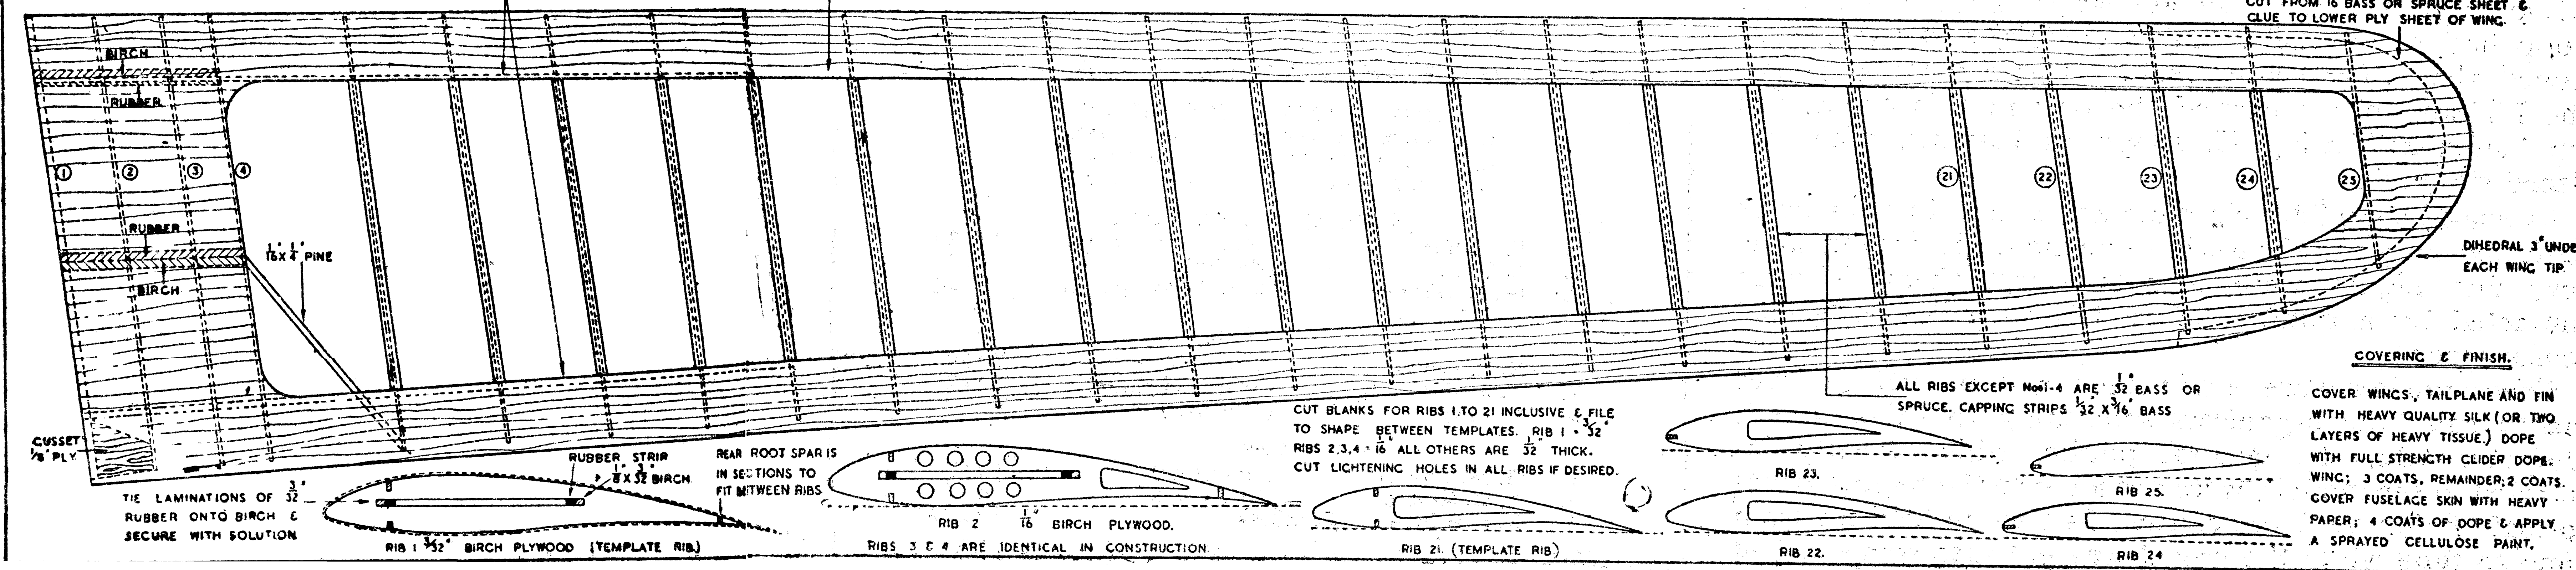 CUT FROM 16 BASS OR SPRUCE SHEET &
GLUE TO LOWER PLY SHEET OF WING.
BIRCH
RUBBER
1
2
3
4
RUBBER
BIRCH
1/16" X 1/4" PINE
21
22
23
24
25
DIHEDRAL 3" UNDE
EACH WING TIP.
GUSSET
1/8" PLY
TIE LAMINATIONS OF 3/32"
RUBBER ONTO BIRCH &
SECURE WITH SOLUTION
RUBBER STRIP
1/8" X 3/32" BIRCH
RIB 1 3/32" BIRCH PLYWOOD (TEMPLATE RIB)
REAR ROOT SPAR IS
IN SECTIONS TO
FIT BETWEEN RIBS
RIB 2 1/16" BIRCH PLYWOOD.
RIBS 3 & 4 ARE IDENTICAL IN CONSTRUCTION.
CUT BLANKS FOR RIBS 1 TO 21 INCLUSIVE & FILE
TO SHAPE BETWEEN TEMPLATES. RIB 1 = 3/32"
RIBS 2,3,4 = 1/16" ALL OTHERS ARE 1/32" THICK.
CUT LIGHTENING HOLES IN ALL RIBS IF DESIRED.
RIB 21. (TEMPLATE RIB)
ALL RIBS EXCEPT Nos 1-4 ARE 1/32" BASS OR
SPRUCE. CAPPING STRIPS 1/32" X 3/16" BASS
RIB 23.
RIB 22.
RIB 25.
RIB 24
COVERING & FINISH.
COVER WINGS, TAILPLANE AND FIN
WITH HEAVY QUALITY SILK (OR TWO
LAYERS OF HEAVY TISSUE.) DOPE
WITH FULL STRENGTH GLIDER DOPE.
WING; 3 COATS, REMAINDER; 2 COATS.
COVER FUSELAGE SKIN WITH HEAVY
PAPER; 4 COATS OF DOPE & APPLY
A SPRAYED CELLULOSE PAINT.